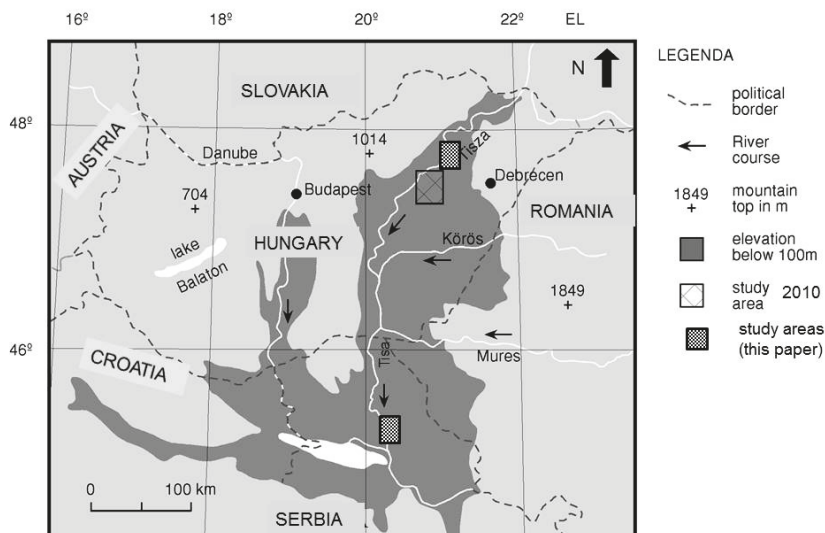 16º 18º 20º 22º EL
N
SLOVAKIA
48º
AUSTRIA
1014
Danube
Tisza
Debrécen
704
Budapest
ROMANIA
HUNGARY
Körös
lake
Balaton
1849
46º
CROATIA
Tisa
Mures
0 100 km
SERBIA
LEGENDA
political
border
River
course
1849 mountain
top in m
elevation
below 100m
study 2010
area
study areas
(this paper)